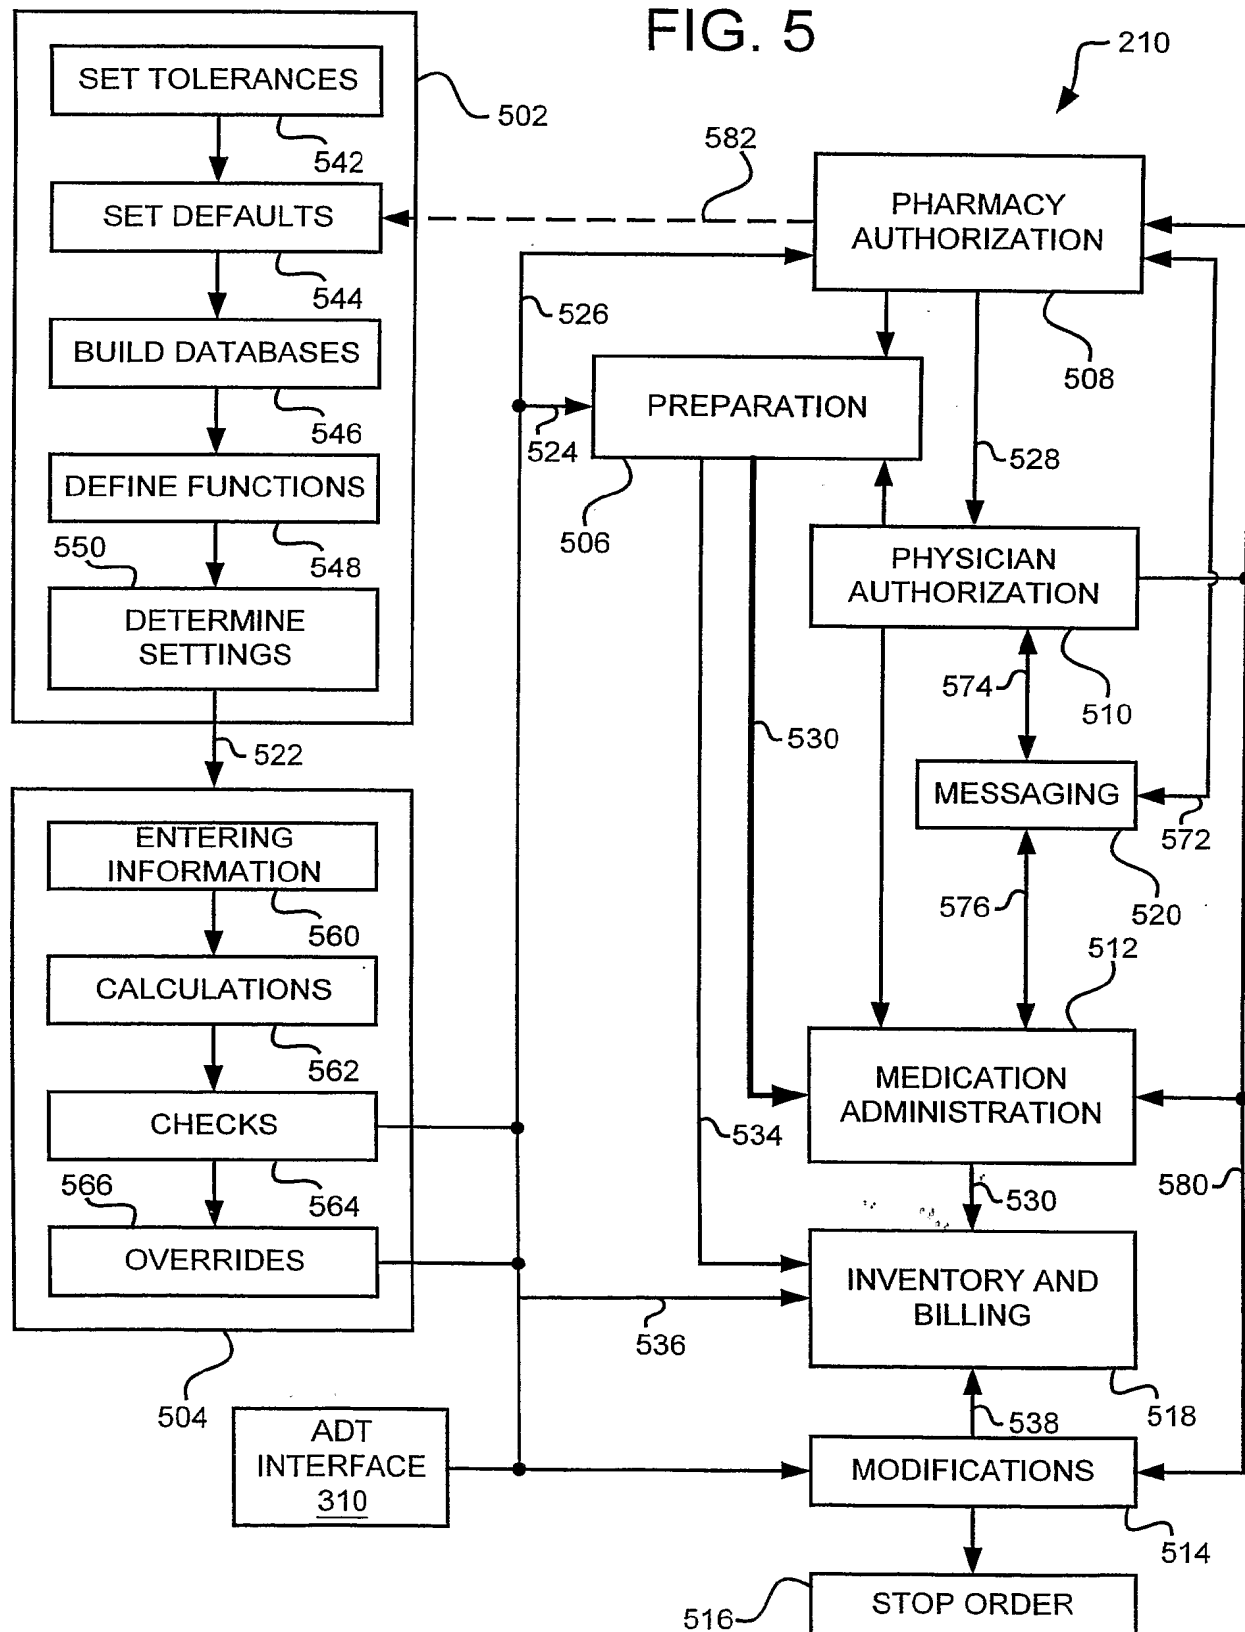 FIG. 5
210
SET TOLERANCES
502
542
582
SET DEFAULTS
PHARMACY
AUTHORIZATION
544
526
508
BUILD DATABASES
PREPARATION
546
524
528
DEFINE FUNCTIONS
506
548
550
PHYSICIAN
AUTHORIZATION
DETERMINE
SETTINGS
574
510
530
522
MESSAGING
572
ENTERING
INFORMATION
576
520
560
512
CALCULATIONS
562
MEDICATION
ADMINISTRATION
CHECKS
534
564
566
530
580
OVERRIDES
INVENTORY AND
BILLING
536
504
518
538
ADT
INTERFACE
310
MODIFICATIONS
514
516
STOP ORDER